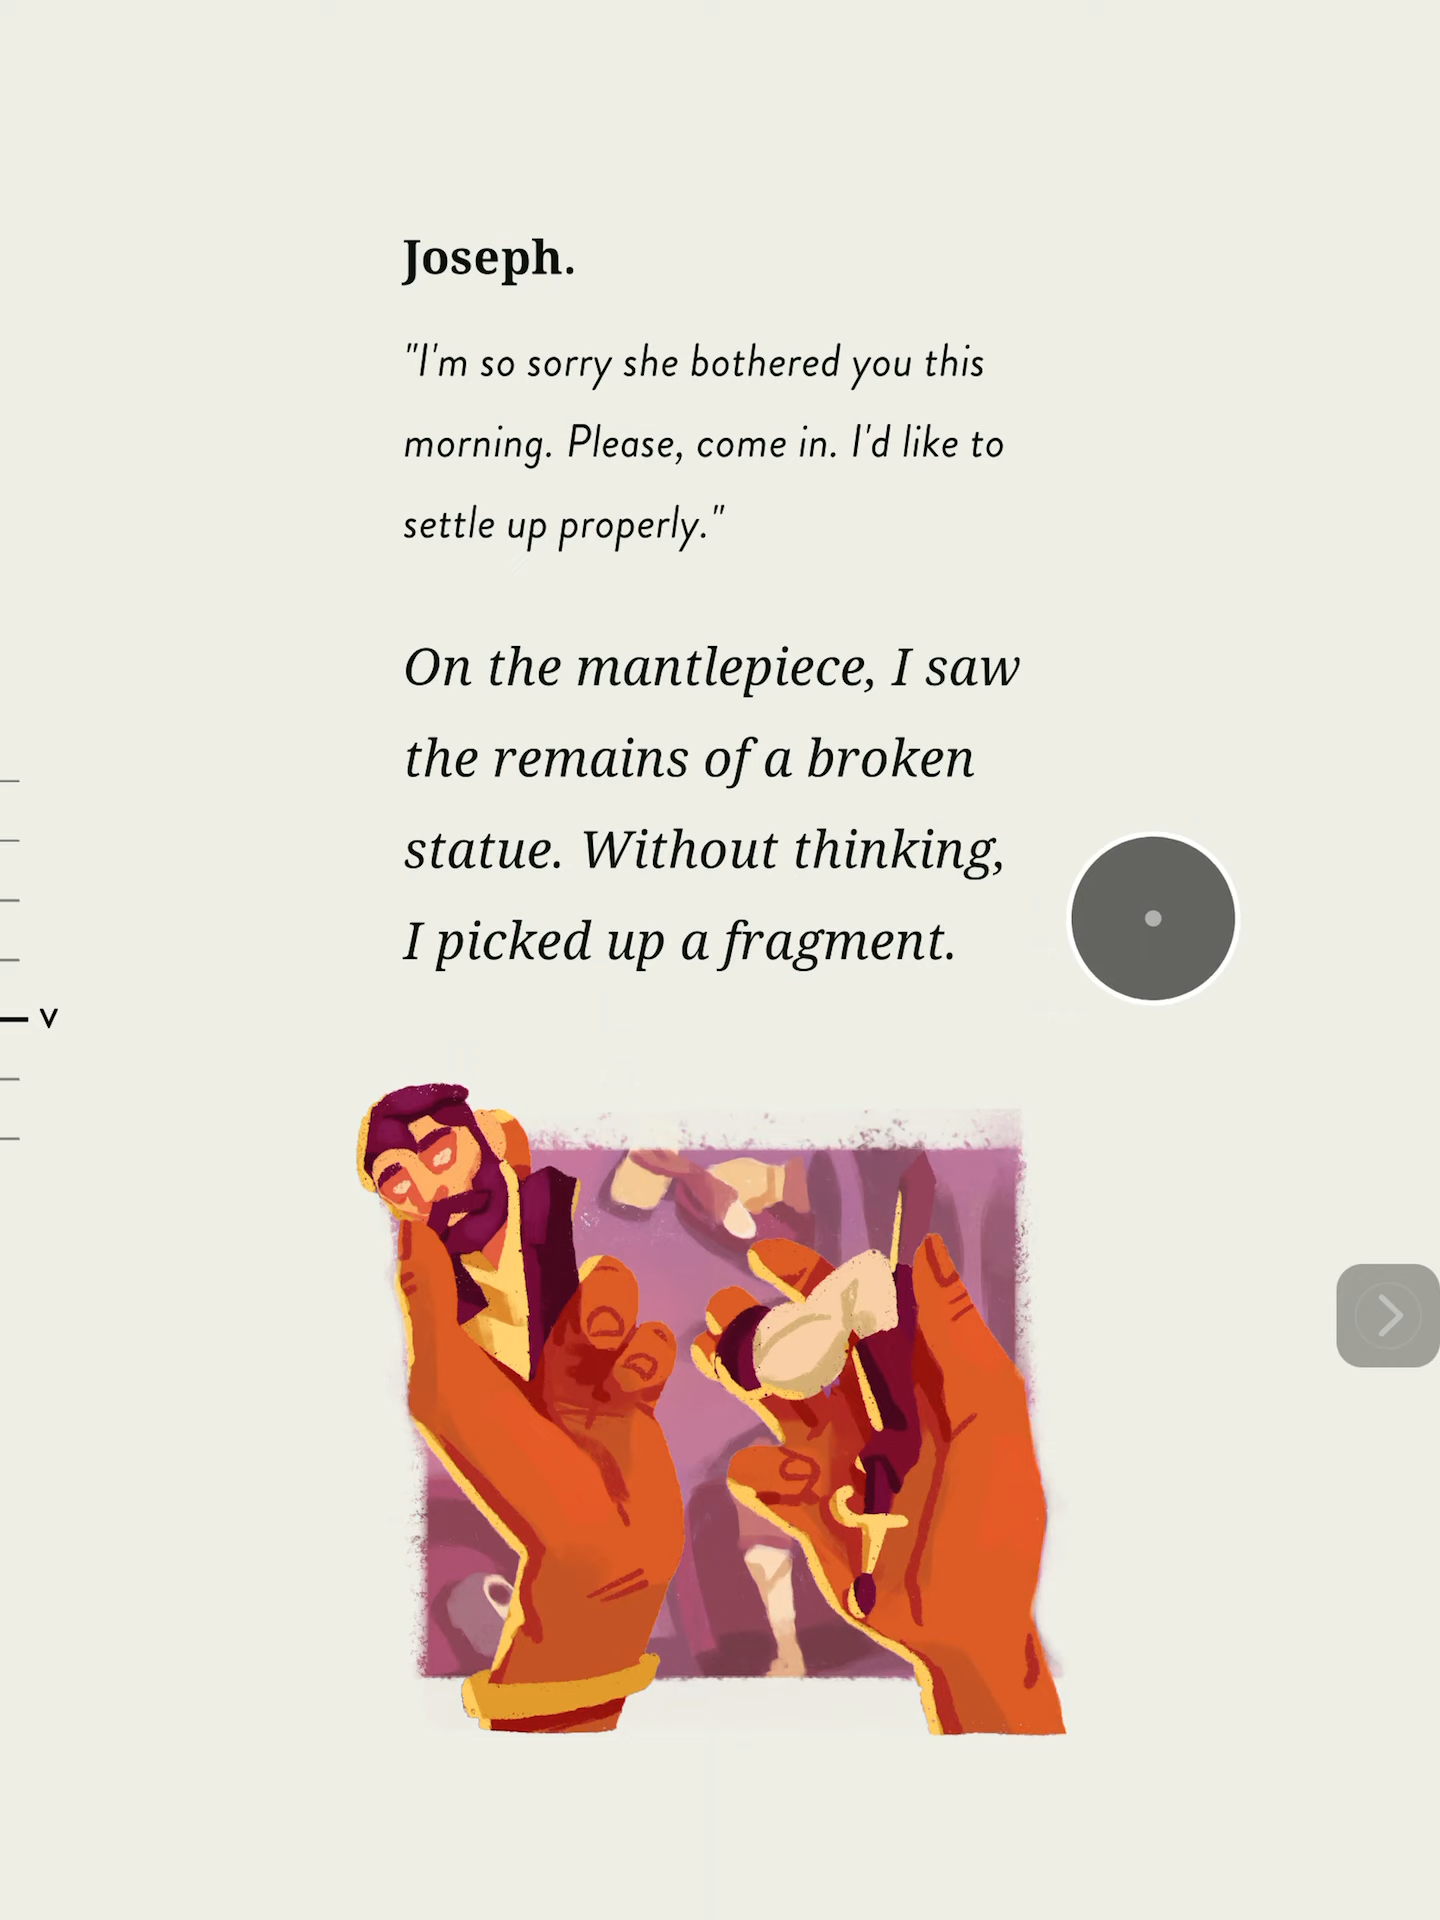 Joseph.
"I'm so sorry she bothered you this
morning. Please, come in. I'd like to
settle up properly."
On the mantlepiece, I saw
the remains of a broken
statue. Without thinking,
I picked up a fragment.
V